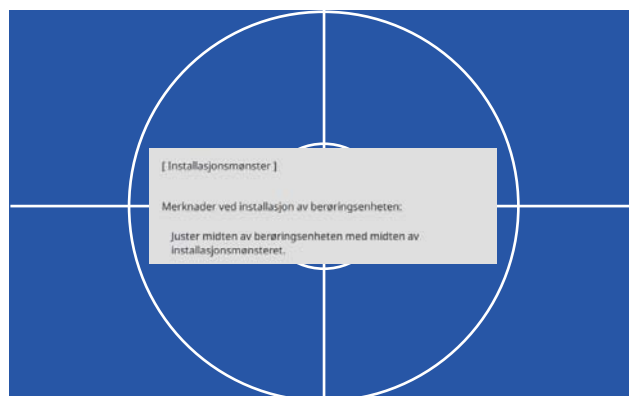 [ Installasjonsmønster ]
Merknader ved installasjon av berøringsenheten:
Juster midten av berøringsenheten med midten av
installasjonsmønsteret.